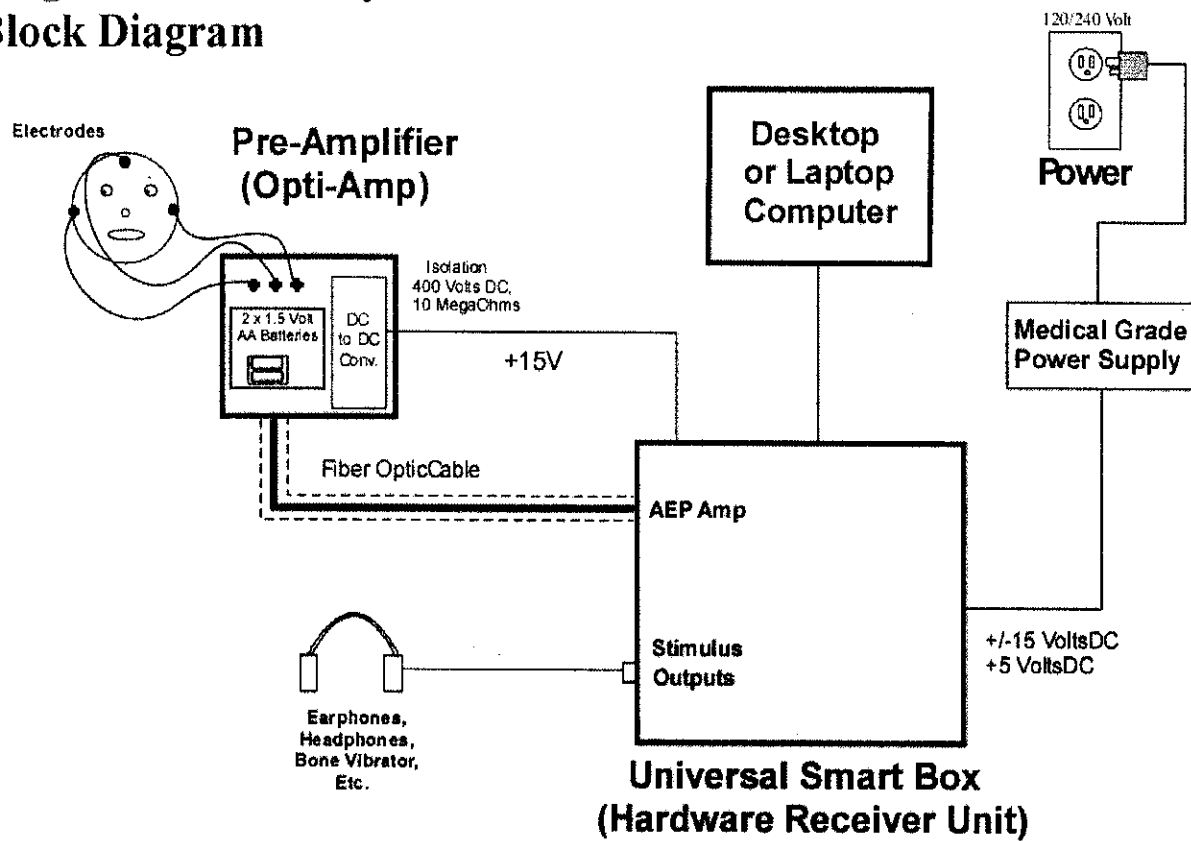 Block Diagram
120/240 Volt
Power
Electrodes
Pre-Amplifier
(Opti-Amp)
Desktop
or Laptop
Computer
Isolation
400 Volts DC,
10 MegaOhms
2 x 1.5 Volt
AA Batteries
DC
to DC
Conv.
+15V
Medical Grade
Power Supply
Fiber OpticCable
AEP Amp
Stimulus
Outputs
+/-15 VoltsDC
+5 VoltsDC
Earphones,
Headphones,
Bone Vibrator,
Etc.
Universal Smart Box
(Hardware Receiver Unit)